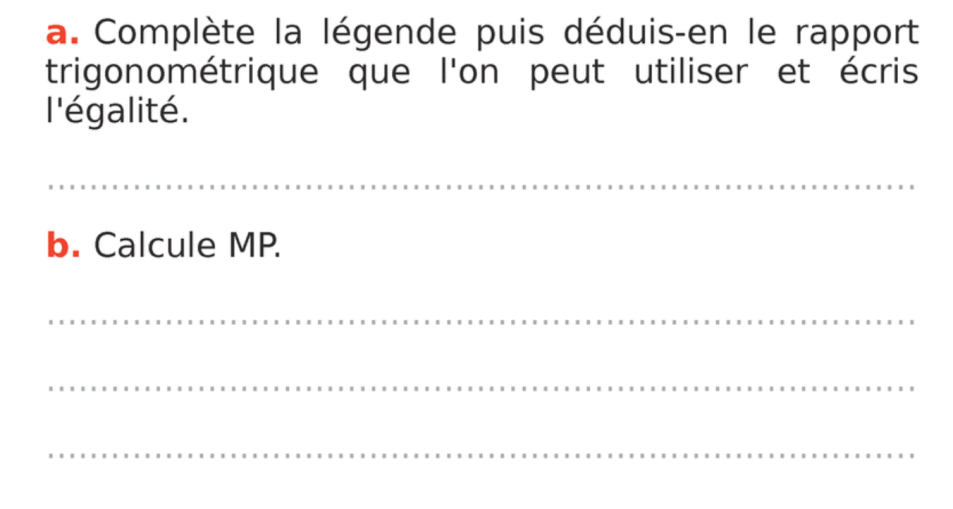 a. Complète la légende puis déduis-en le rapport
trigonométrique que l'on peut utiliser et écris
l'égalité.
................................................................................
b. Calcule MP.
................................................................................
................................................................................
................................................................................